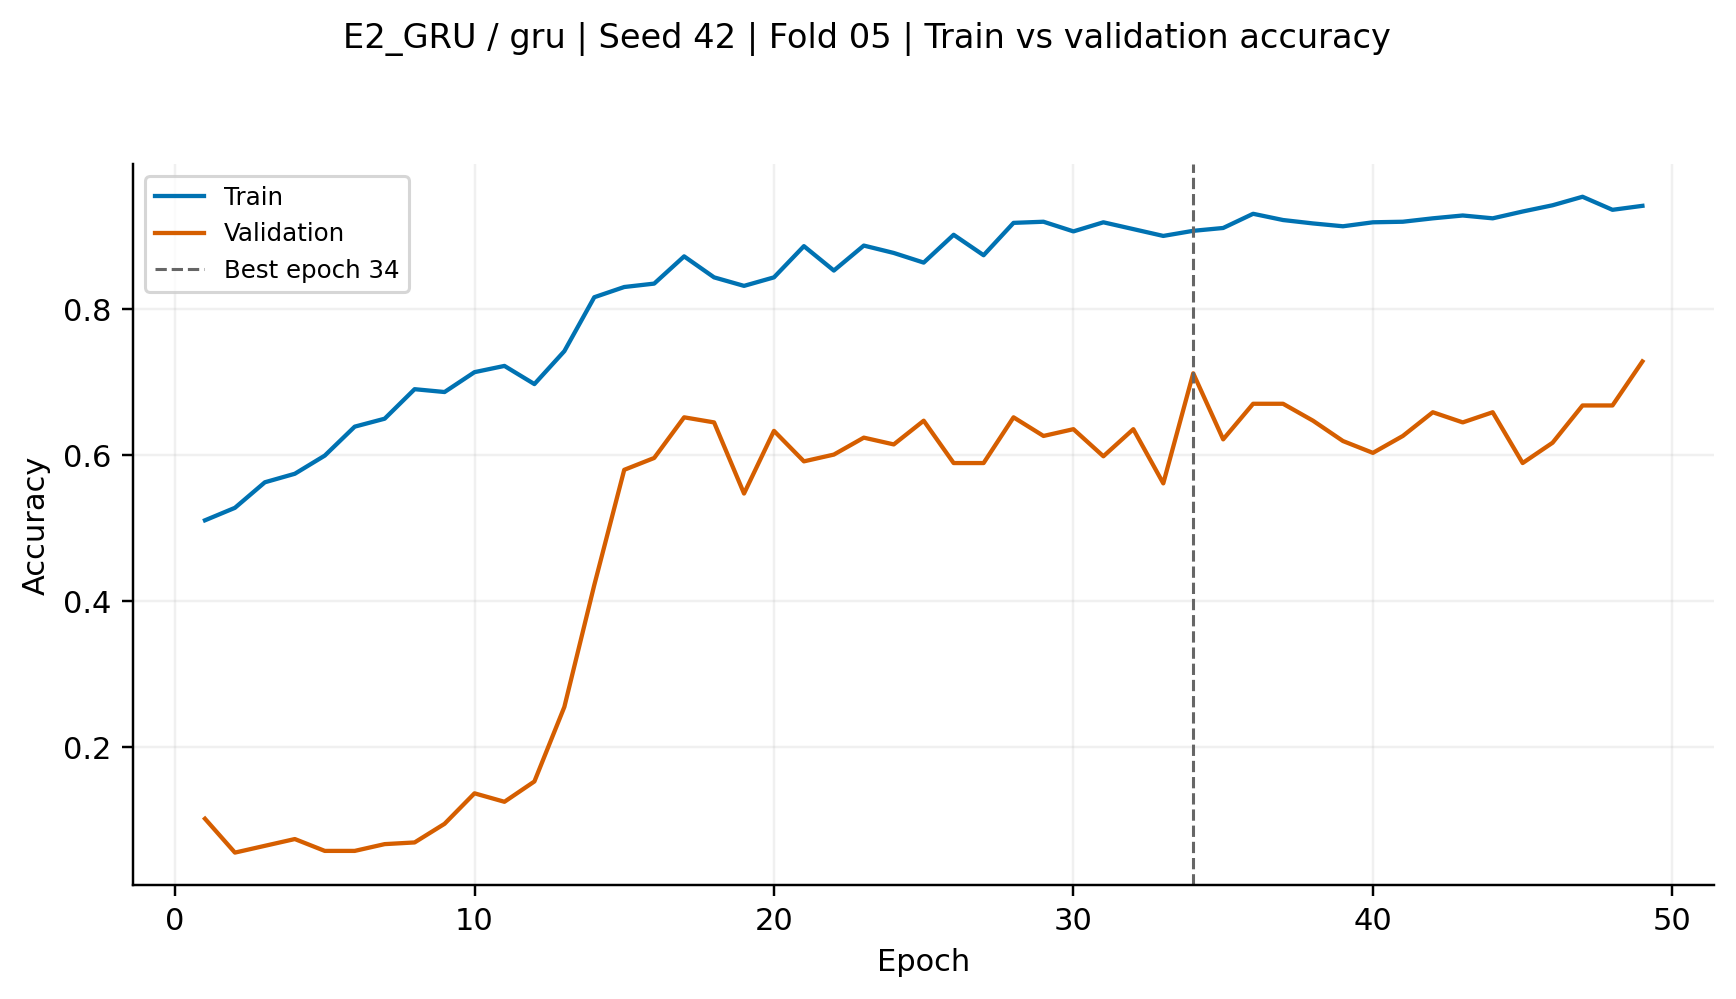 E2_GRU / gru | Seed 42 | Fold 05 | Train vs validation accuracy
Train
Validation
Best epoch 34
0.8
0.6
0.4
0.2
Accuracy
0
10
20
30
40
50
Epoch